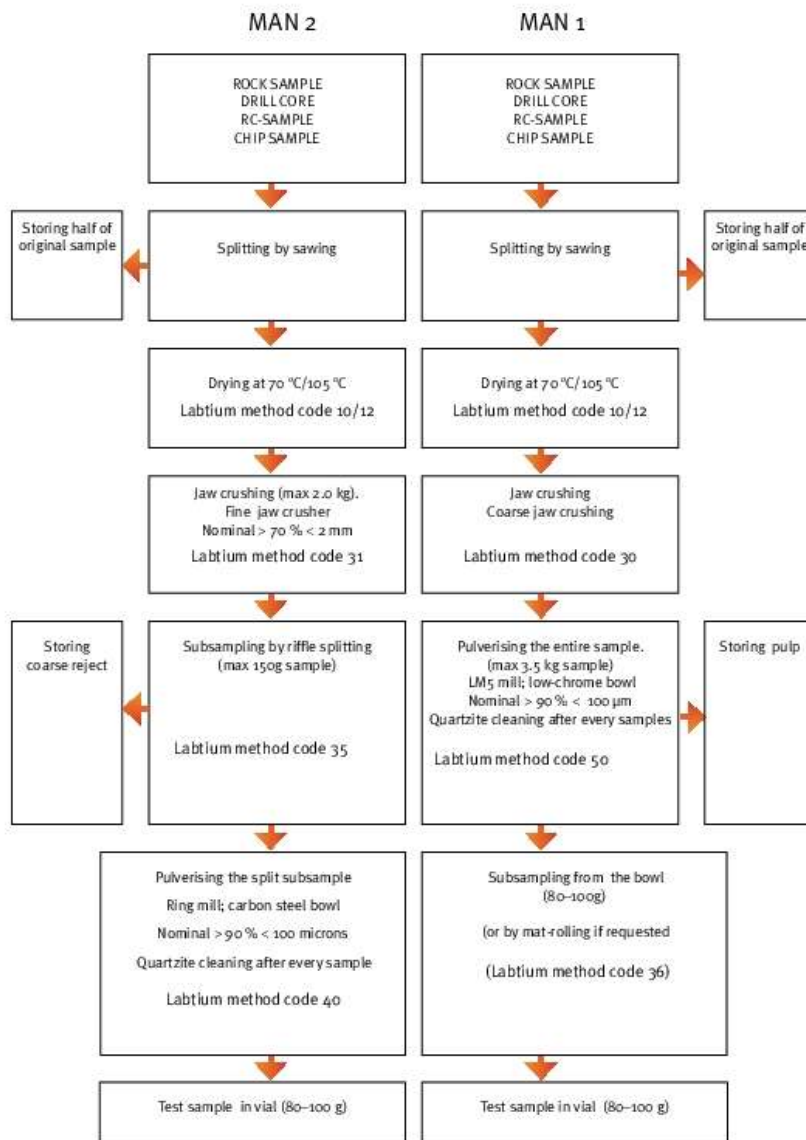 MAN 2
MAN 1
ROCK SAMPLE
DRILL CORE
RC-SAMPLE
CHIP SAMPLE
ROCK SAMPLE
DRILL CORE
RC-SAMPLE
CHIP SAMPLE
Storing half of
original sample
Splitting by sawing
Splitting by sawing
Storing half of
original sample
Drying at 70 °C/105 °C
Labtium method code 10/12
Drying at 70 °C/105 °C
Labtium method code 10/12
Jaw crushing (max 2.0 kg).
Fine jaw crusher
Nominal > 70 % < 2 mm
Labtium method code 31
Jaw crushing
Coarse jaw crushing
Labtium method code 30
Storing
coarse reject
Subsampling by riffle splitting
(max 150g sample)
Labtium method code 35
Pulverising the entire sample.
(max 3.5 kg sample)
LM5 mill; low-chrome bowl
Nominal > 90 % < 100 µm
Quartzite cleaning after every samples
Labtium method code 50
Storing pulp
Pulverising the split subsample
Ring mill; carbon steel bowl
Nominal > 90 % < 100 microns
Quartzite cleaning after every sample
Labtium method code 40
Subsampling from the bowl
(80–100g)
(or by mat-rolling if requested
(Labtium method code 36)
Test sample in vial (80–100 g)
Test sample in vial (80–100 g)